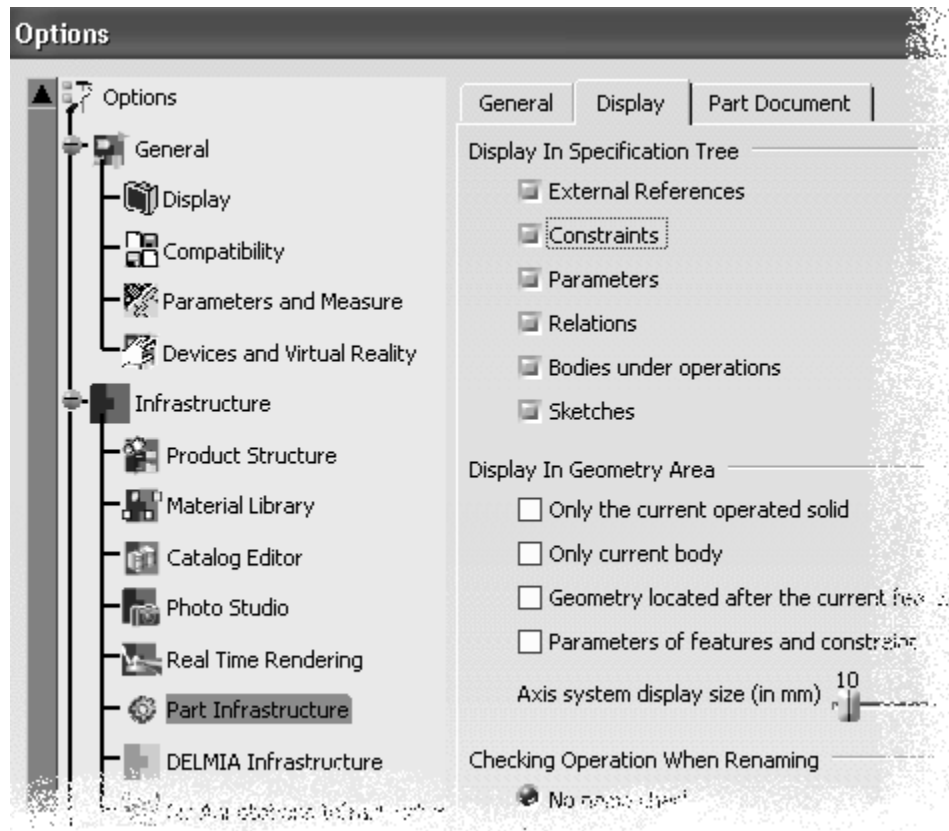 Options
Options
General
Display
Compatibility
Parameters and Measure
Devices and Virtual Reality
Infrastructure
Product Structure
Material Library
Catalog Editor
Photo Studio
Real Time Rendering
Part Infrastructure
DELMIA Infrastructure
General
Display
Part Document
Display In Specification Tree
External References
Constraints
Parameters
Relations
Bodies under operations
Sketches
Display In Geometry Area
Only the current operated solid
Only current body
Geometry located after the current
Parameters of features and
Axis system display size (in mm)
10
Checking Operation When Renaming
No name